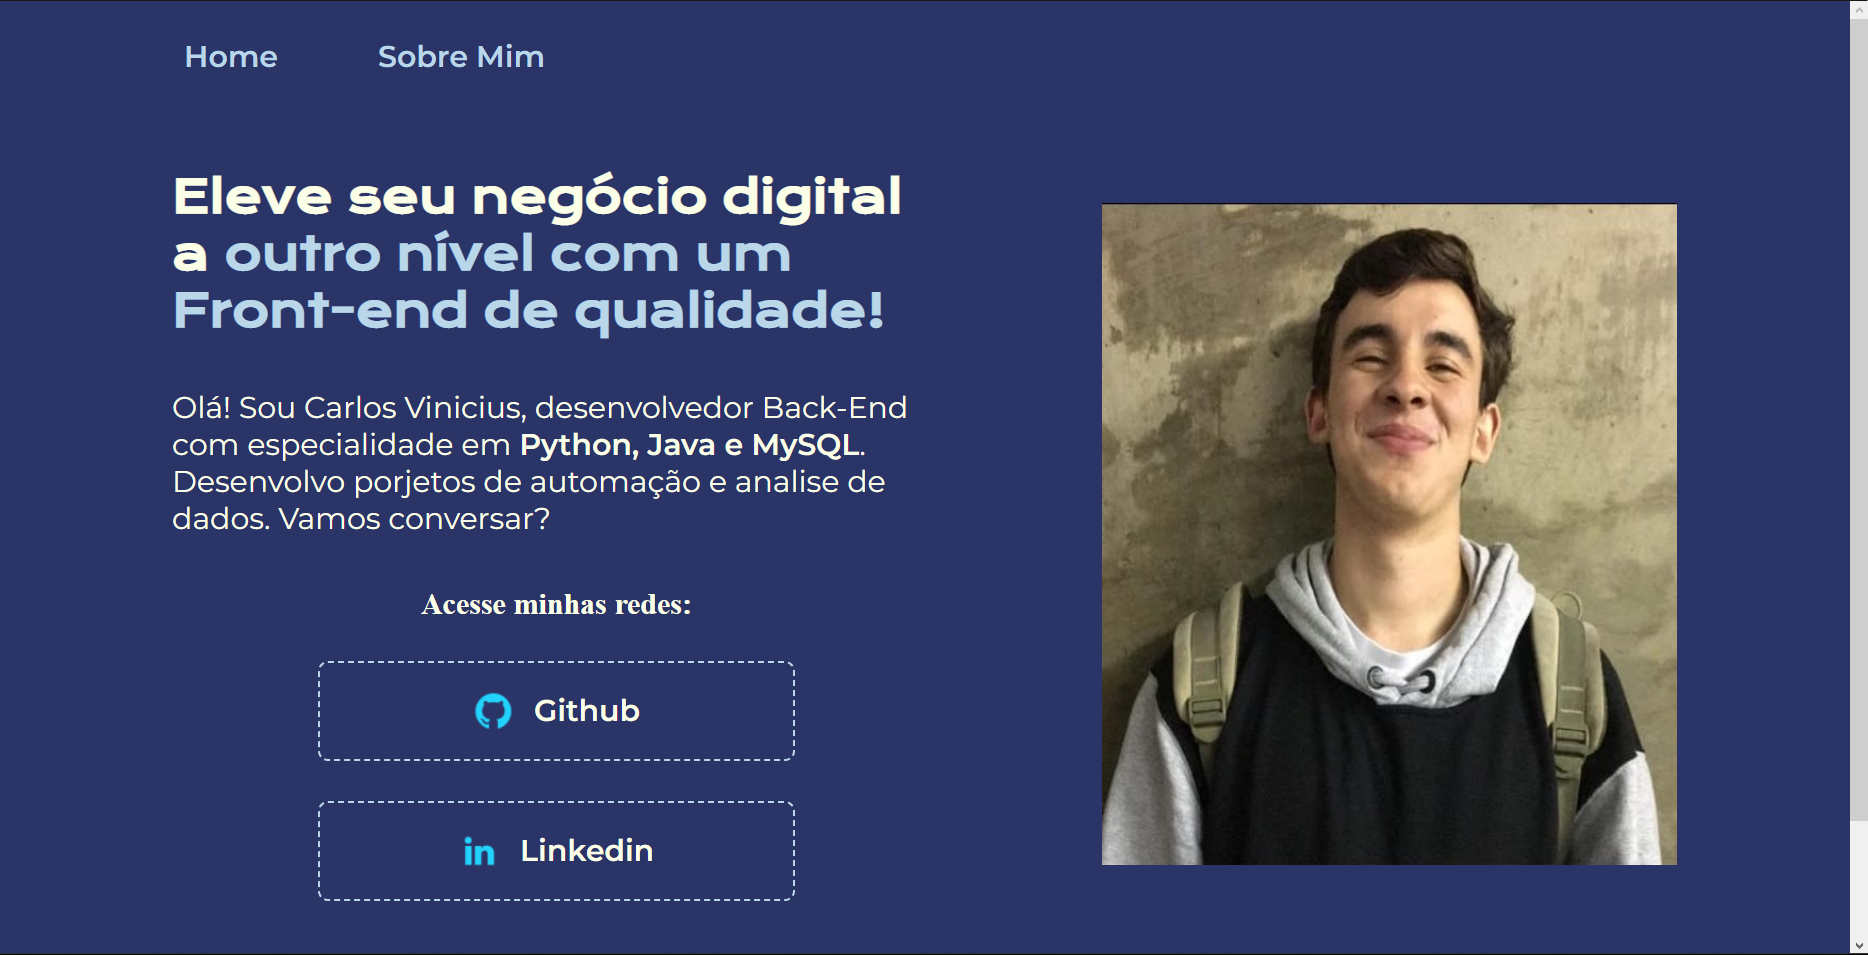 Home Sobre Mim
Eleve seu negócio digital
a outro nível com um
Front-end de qualidade!
Olá! Sou Carlos Vinicius, desenvolvedor Back-End
com especialidade em Python, Java e MySQL.
Desenvolvo porjetos de automação e analise de
dados. Vamos conversar?
Acesse minhas redes:
Github
in Linkedin